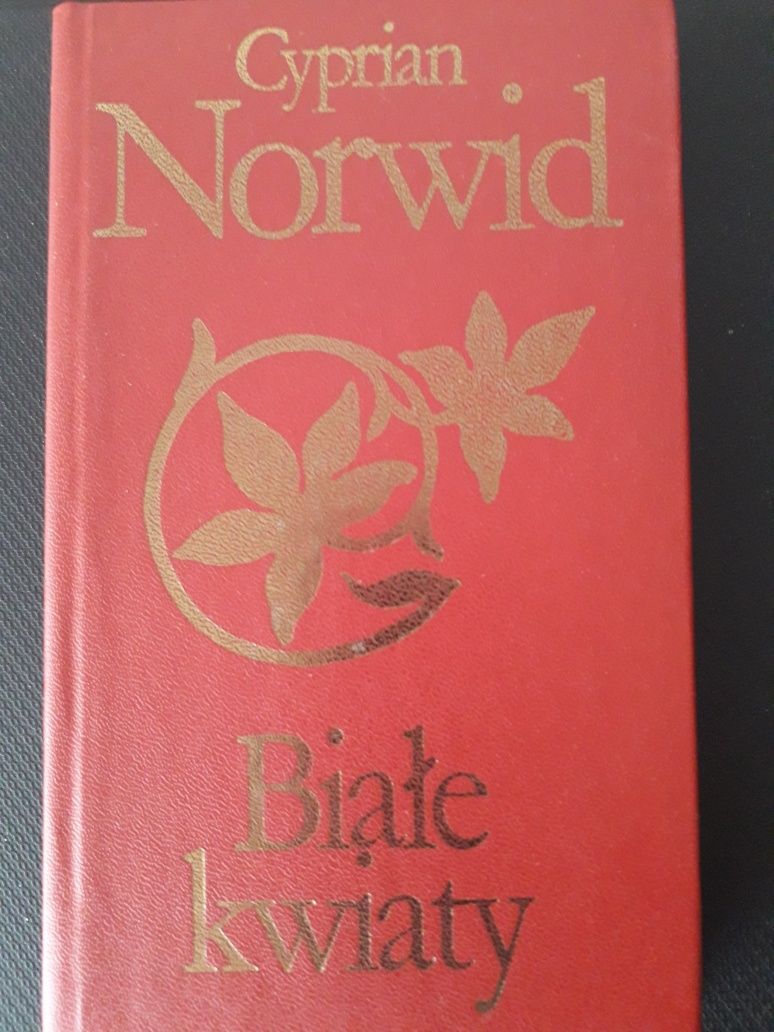 Cyprian
Norwid
Białe
kwiaty